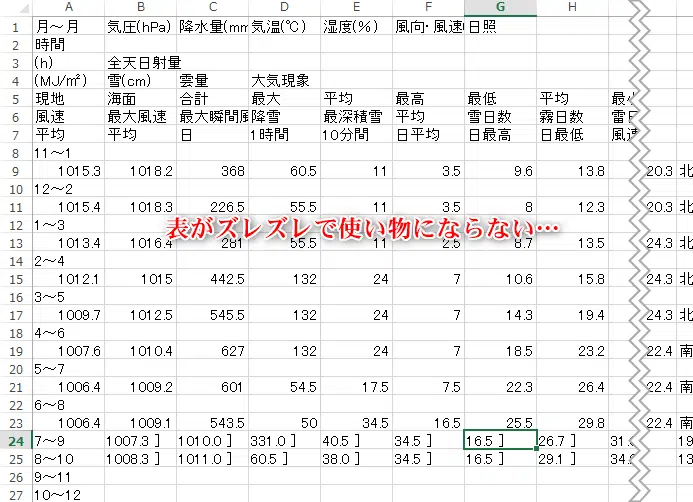 A B C D E F G H
1 月～月 気圧(hPa) 降水量(mm 気温(℃) 湿度(%) 風向・風速( 日照
2 時間
3 (h) 全天日射量
4 (MJ/㎡) 雪(cm) 雲量 大気現象
5 現地 海面 合計 最大 平均 最高 最低 平均 最小
6 風速 最大風速 最大瞬間風 降雪 最深積雪 平均 雪日数 霧日数 雷日
7 平均 平均 日 1時間 10分間 日平均 日最高 日最低 風速
8 11～1
9 1015.3 1018.2 368 60.5 11 3.5 9.6 13.8 20.3 北
10 12～2
11 1015.4 1018.3 226.5 55.5 11 3.5 8 12.3 20.3 北
12 1～3
表がズレズレで使い物にならない…
13 1013.4 1016.4 281 55.5 11 2.5 8.7 13.5 24.3 北
14 2～4
15 1012.1 1015 442.5 132 24 7 10.6 15.8 24.3 北
16 3～5
17 1009.7 1012.5 545.5 132 24 7 14.3 19.4 24.3 北
18 4～6
19 1007.6 1010.4 627 132 24 7 18.5 23.2 22.4 南
20 5～7
21 1006.4 1009.2 601 54.5 17.5 7.5 22.3 26.4 22.4 南
22 6～8
23 1006.4 1009.1 543.5 50 34.5 16.5 25.5 29.8 22.4 南
24 7～9 1007.3 ] 1010.0 ] 331.0 ] 40.5 ] 34.5 ] 16.5 ] 26.7 ] 31. 19
25 8～10 1008.3 ] 1011.0 ] 60.5 ] 38.0 ] 34.5 ] 16.5 ] 29.1 ] 34. 13
26 9～11
27 10～12